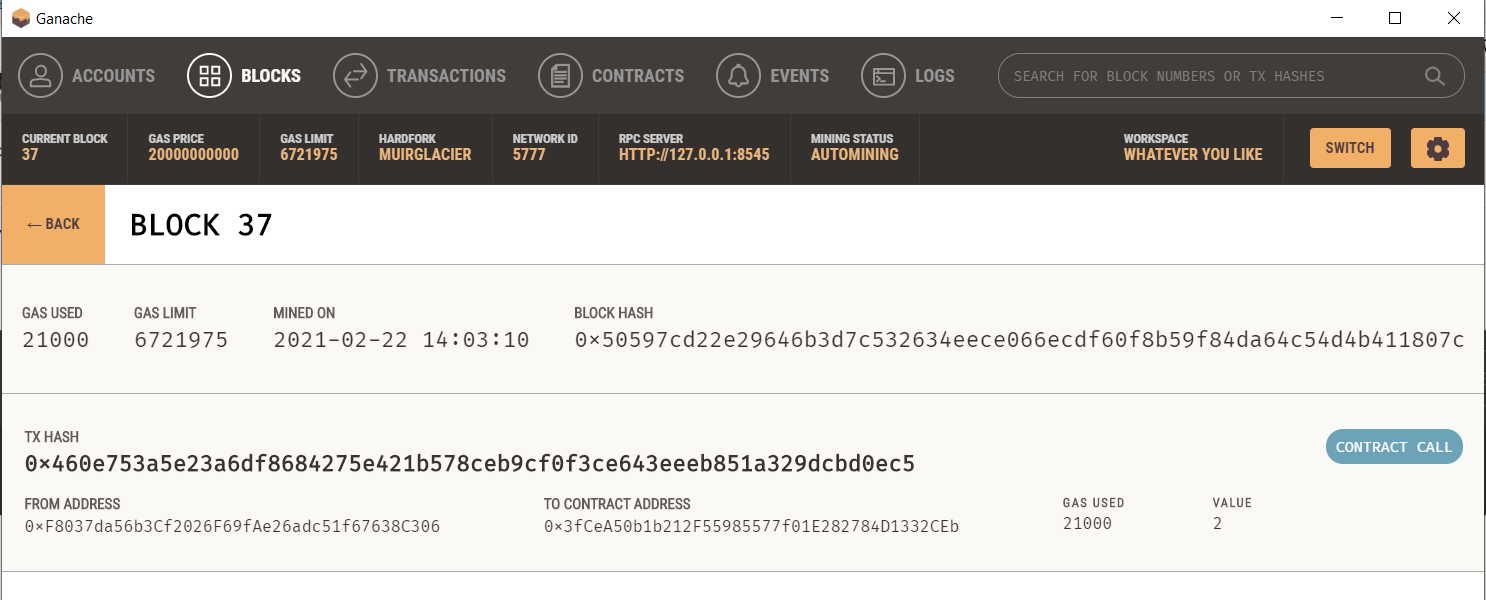 Ganache
ACCOUNTS BLOCKS TRANSACTIONS CONTRACTS EVENTS LOGS SEARCH FOR BLOCK NUMBERS OR TX HASHES
CURRENT BLOCK GAS PRICE GAS LIMIT HARDFORK NETWORK ID RPC SERVER MINING STATUS WORKSPACE
37 20000000000 6721975 MUIRGLACIER 5777 HTTP://127.0.0.1:8545 AUTOMINING WHATEVER YOU LIKE SWITCH
← BACK BLOCK 37
GAS USED GAS LIMIT MINED ON BLOCK HASH
21000 6721975 2021-02-22 14:03:10 0×50597cd22e29646b3d7c532634eece066ecdf60f8b59f84da64c54d4b411807c
TX HASH
0×460e753a5e23a6df8684275e421b578ceb9cf0f3ce643eeeb851a329dcbd0ec5 CONTRACT CALL
FROM ADDRESS TO CONTRACT ADDRESS GAS USED VALUE
0×F8037da56b3Cf2026F69fAe26adc51f67638C306 0×3fCeA50b1b212F55985577f01E282784D1332CEb 21000 2